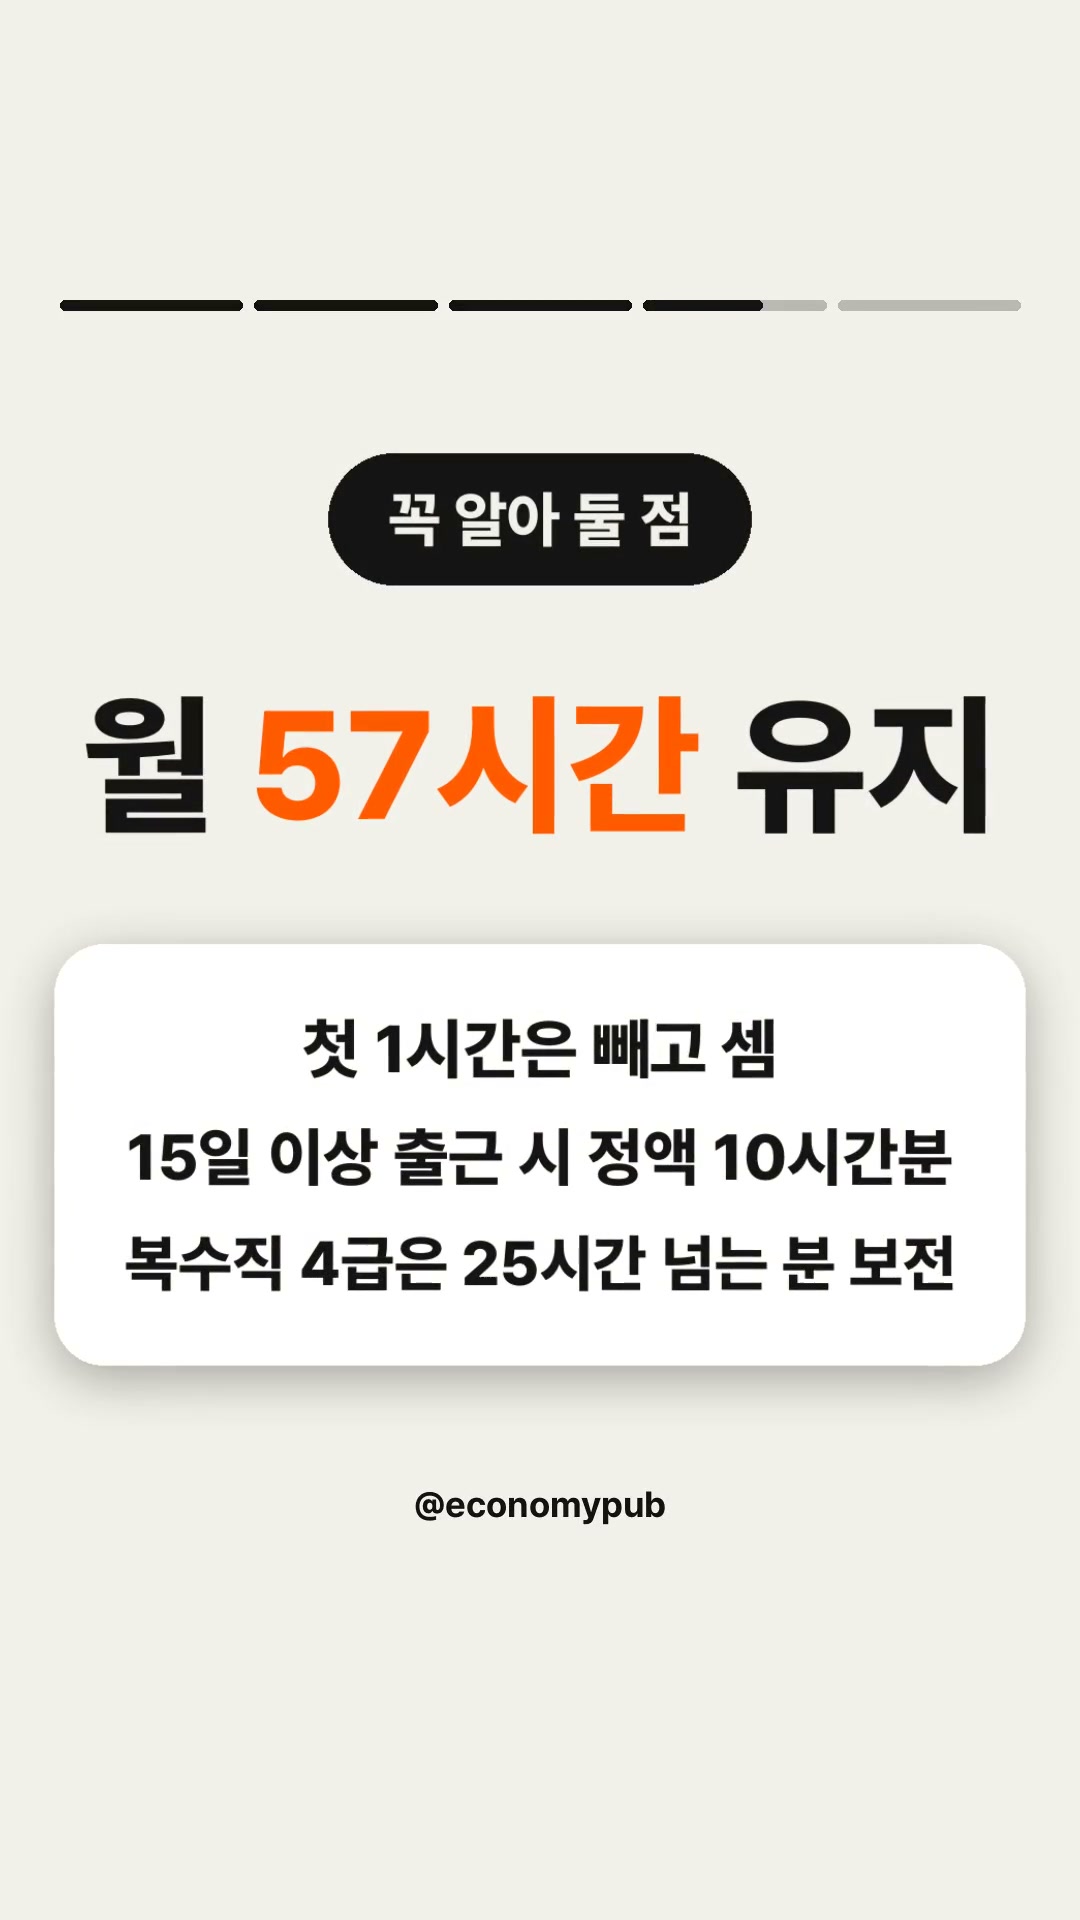 꼭 알아 둘 점
월 57시간 유지
첫 1시간은 빼고 셈
15일 이상 출근 시 정액 10시간분
복수직 4급은 25시간 넘는 분 보전
@economypub